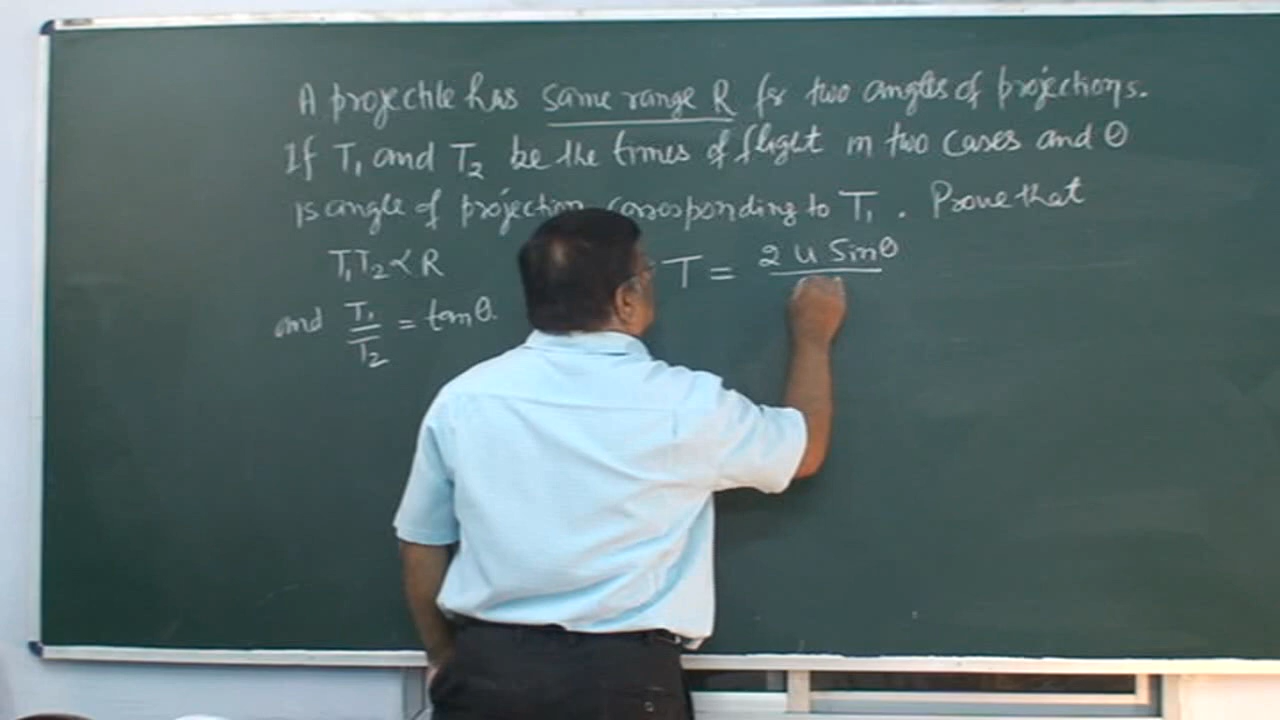 A projectile has same range R for two angles of projections.
If T₁ and T₂ be the times of flight in two cases and θ
is angle of projection corresponding to T₁. Prove that
T₁T₂ ∝ R
and T₁/T₂ = tanθ.
T = 2 u Sinθ